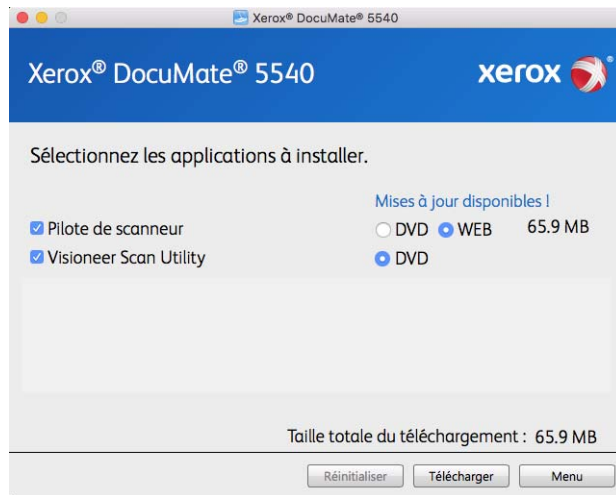 Xerox® DocuMate® 5540
Xerox® DocuMate® 5540 xerox
Sélectionnez les applications à installer.
Mises à jour disponibles !
Pilote de scanneur DVD WEB 65.9 MB
Visioneer Scan Utility DVD
Taille totale du téléchargement : 65.9 MB
Réinitialiser Télécharger Menu